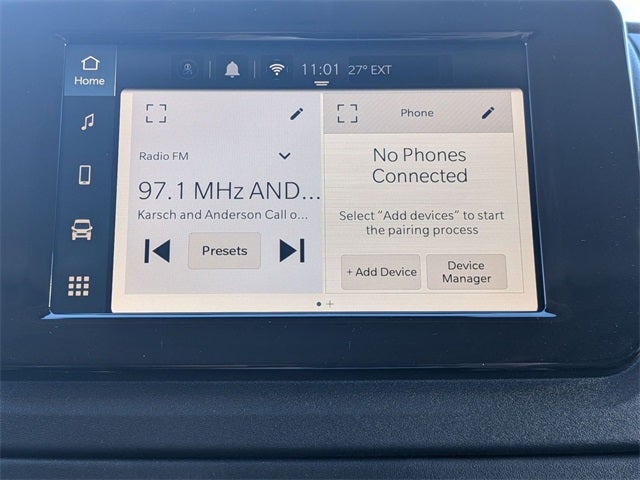 Home
11:01 27° EXT
Radio FM
97.1 MHz AND...
Karsch and Anderson Call o...
Presets
Phone
No Phones
Connected
Select "Add devices" to start
the pairing process
+ Add Device
Device
Manager